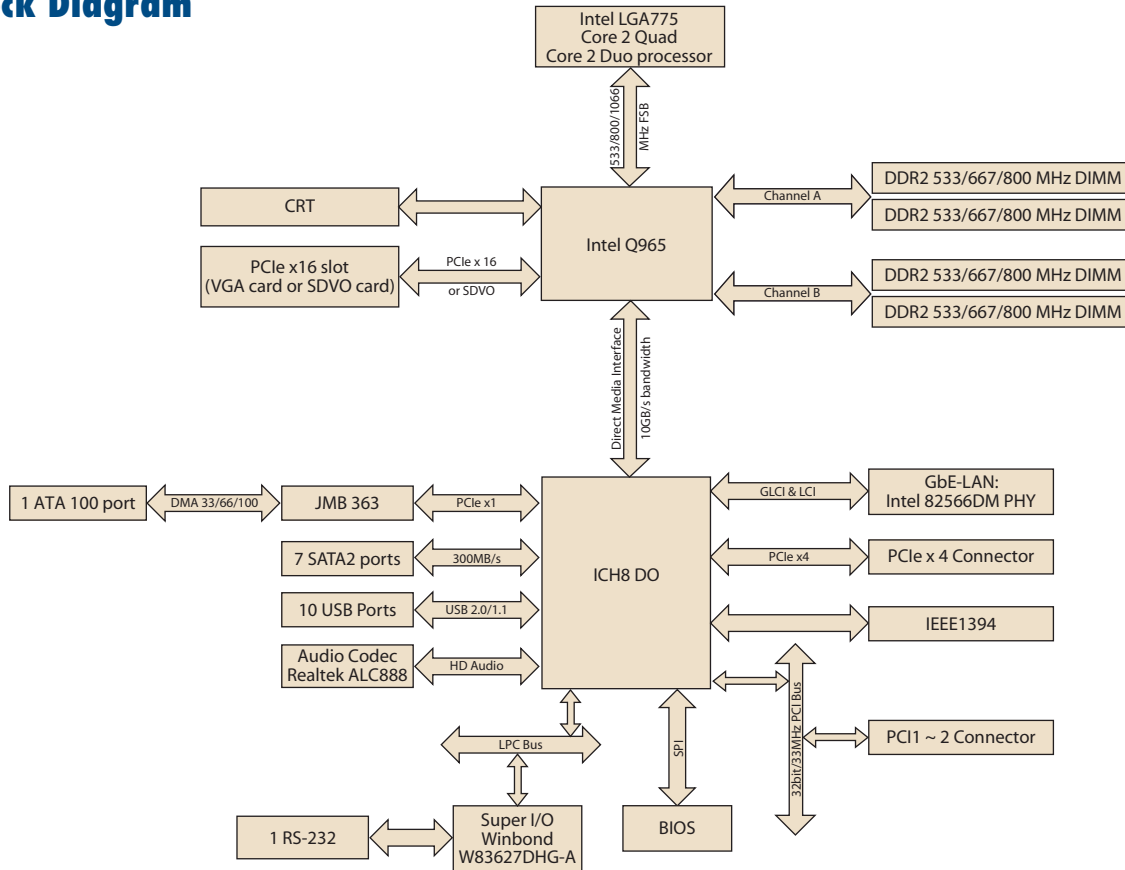 ck Diagram
Intel LGA775
Core 2 Quad
Core 2 Duo processor
533/800/1066
MHz FSB
CRT
PCIe x16 slot
(VGA card or SDVO card)
PCIe x 16
or SDVO
Intel Q965
Channel A
Channel B
DDR2 533/667/800 MHz DIMM
DDR2 533/667/800 MHz DIMM
DDR2 533/667/800 MHz DIMM
DDR2 533/667/800 MHz DIMM
Direct Media Interface
10GB/s bandwidth
1 ATA 100 port
DMA 33/66/100
JMB 363
PCIe x1
7 SATA2 ports
300MB/s
10 USB Ports
USB 2.0/1.1
Audio Codec
Realtek ALC888
HD Audio
ICH8 DO
GLCI & LCI
GbE-LAN:
Intel 82566DM PHY
PCIe x4
PCIe x 4 Connector
IEEE1394
32bit/33MHz PCI Bus
PCI1 ~ 2 Connector
LPC Bus
SPI
1 RS-232
Super I/O
Winbond
W83627DHG-A
BIOS